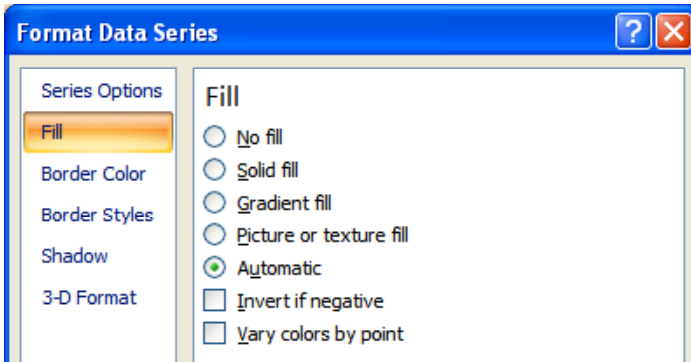 Format Data Series
?
Series Options
Fill
Border Color
Border Styles
Shadow
3-D Format
Fill
No fill
Solid fill
Gradient fill
Picture or texture fill
Automatic
Invert if negative
Vary colors by point